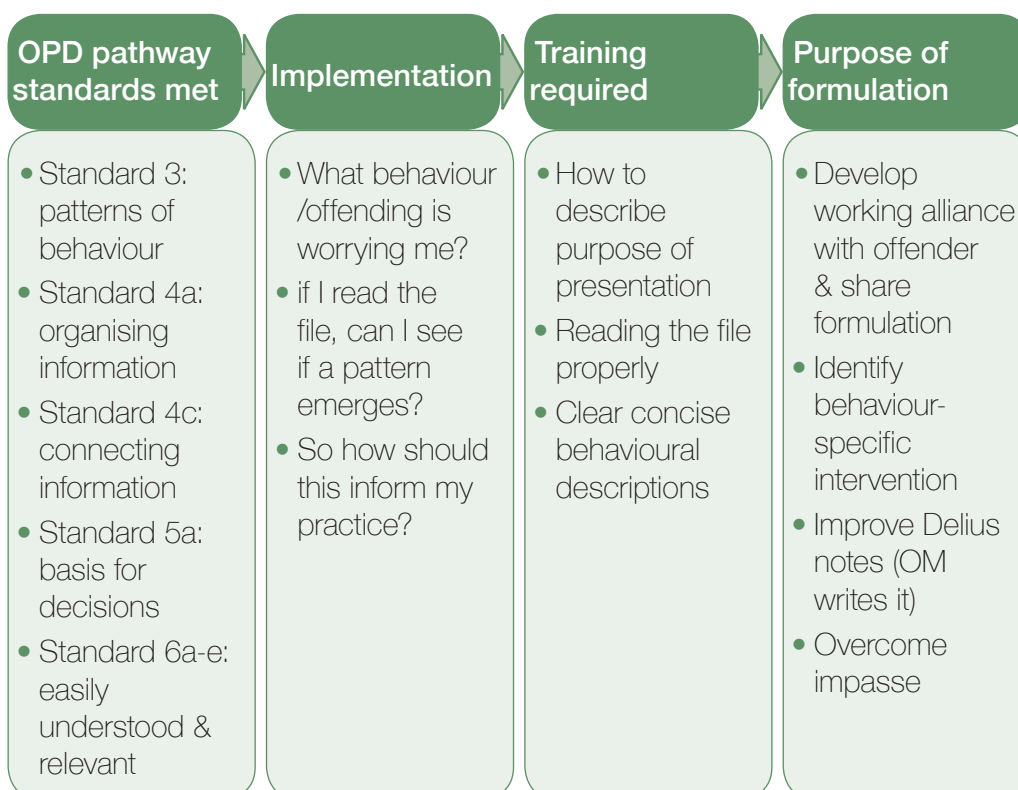 OPD pathway
standards met
• Standard 3:
patterns of
behaviour
• Standard 4a:
organising
information
• Standard 4c:
connecting
information
• Standard 5a:
basis for
decisions
• Standard 6a-e:
easily
understood &
relevant
Implementation
• What behaviour
/offending is
worrying me?
• if I read the
file, can I see
if a pattern
emerges?
• So how should
this inform my
practice?
Training
required
• How to
describe
purpose of
presentation
• Reading the file
properly
• Clear concise
behavioural
descriptions
Purpose of
formulation
• Develop
working alliance
with offender
& share
formulation
• Identify
behaviour-
specific
intervention
• Improve Delius
notes (OM
writes it)
• Overcome
impasse